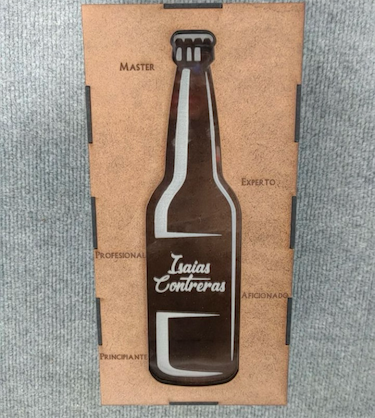 Master
Experto
Profesional
Isaias
Contreras
Aficionado
Principiante